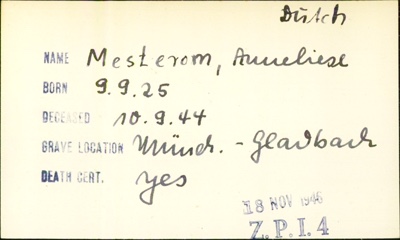 Dutch
NAME Mesterom, Anneliese
BORN 9.9.25
DECEASED 10.9.44
GRAVE LOCATION Münch. - Gladbach
DEATH CERT. yes
18 NOV 1946
Z.P.I.4